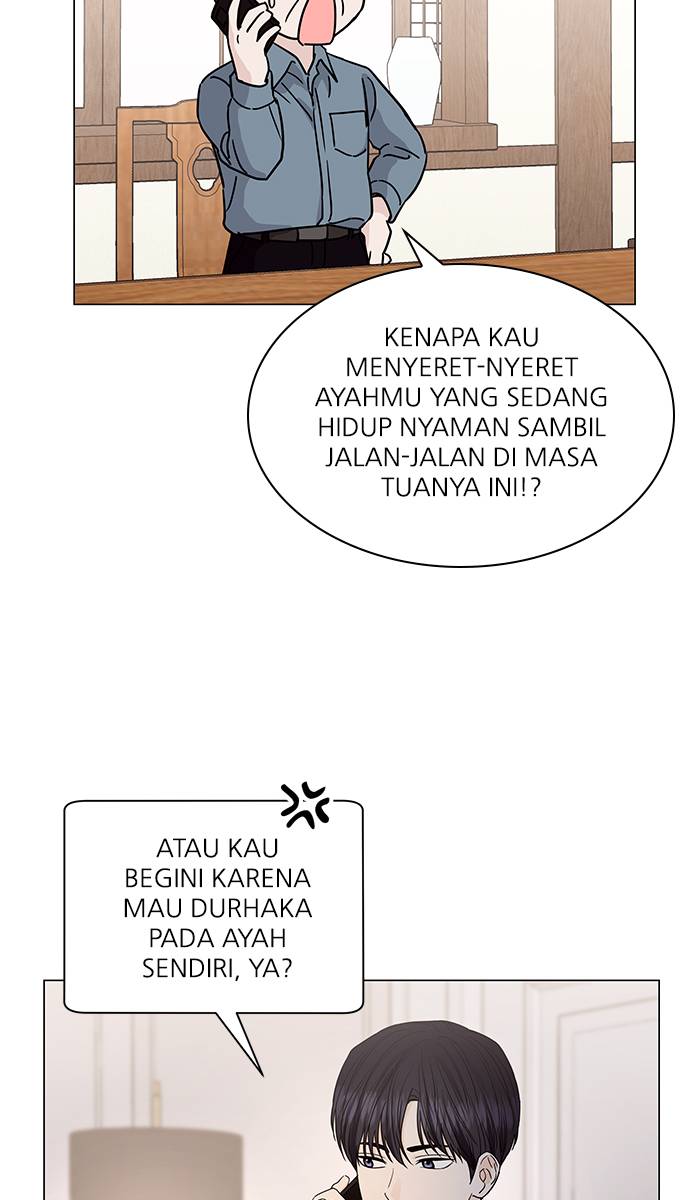 KENAPA KAU
MENYERET-NYERET
AYAHMU YANG SEDANG
HIDUP NYAMAN SAMBIL
JALAN-JALAN DI MASA
TUANYA INI!?
ATAU KAU
BEGINI KARENA
MAU DURHAKA
PADA AYAH
SENDIRI, YA?